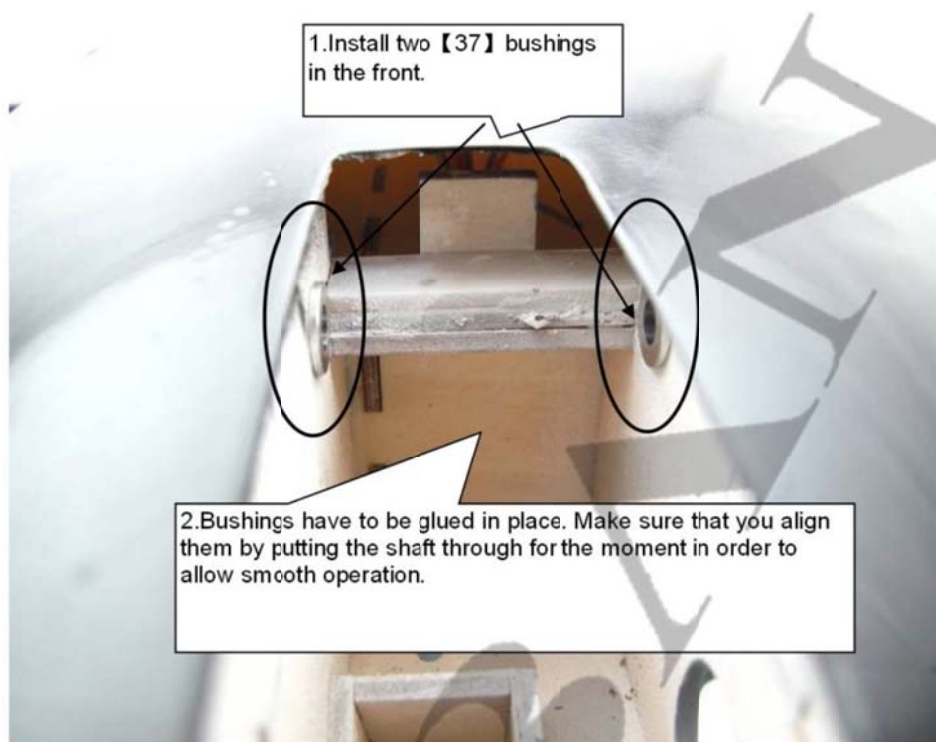 1.Install two【37】bushings
in the front.
2.Bushings have to be glued in place. Make sure that you align
them by putting the shaft through for the moment in order to
allow smooth operation.